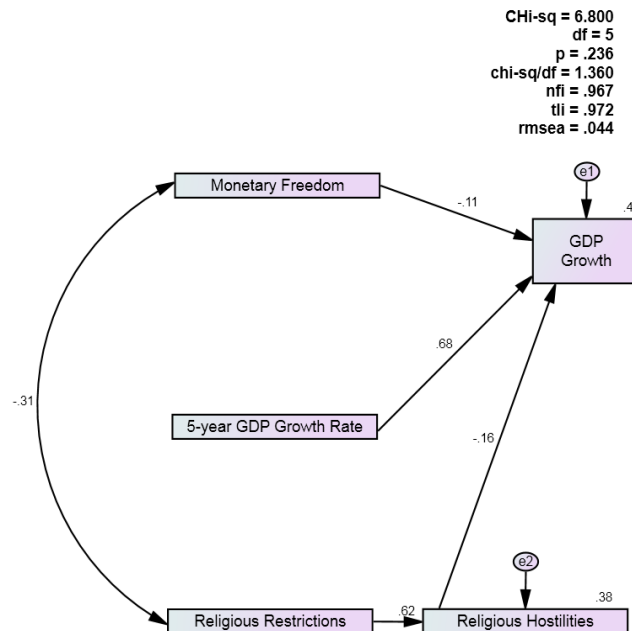 CHi-sq = 6.800
df = 5
p = .236
chi-sq/df = 1.360
nfi = .967
tli = .972
rmsea = .044
e1
Monetary Freedom
-.11
.4
GDP
Growth
.68
-.31
5-year GDP Growth Rate
-.16
e2
.38
Religious Restrictions
.62
Religious Hostilities